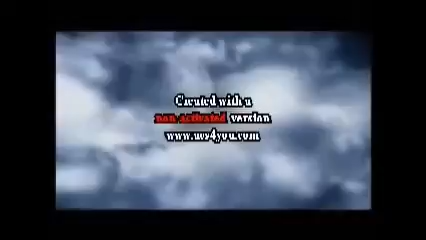 Created with a
non activated version
www.avs4you.com